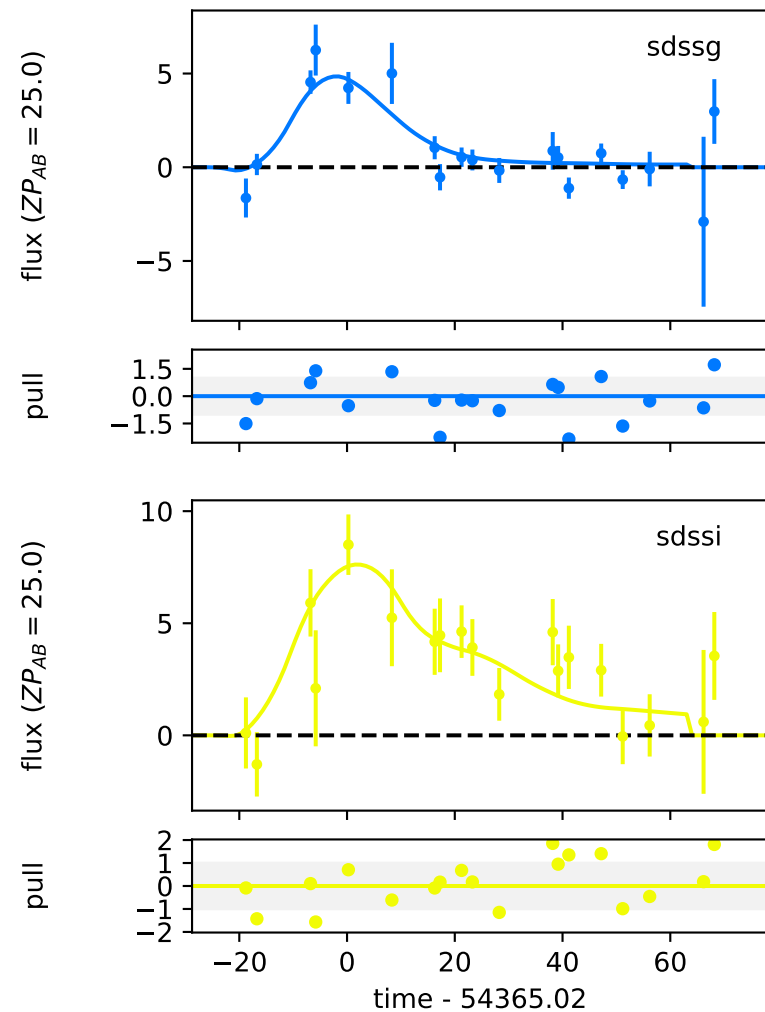 sdssg
flux (ZP_AB = 25.0)
5
0
−5
pull
1.5
0.0
−1.5
sdssi
flux (ZP_AB = 25.0)
10
5
0
pull
2
1
0
−1
−2
−20 0 20 40 60
time - 54365.02